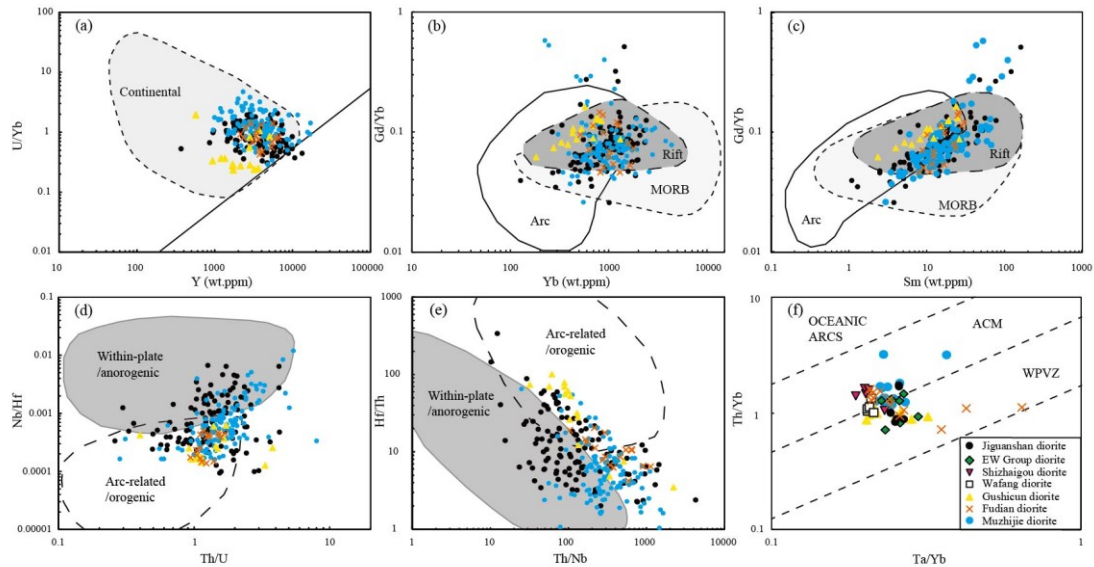 (a)
100
10
1
0.1
0.01
U/Yb
Continental
10
100
1000
10000
100000
Y (wt.ppm)
(b)
1
0.1
0.01
Gd/Yb
Rift
MORB
Arc
10
100
1000
10000
Yb (wt.ppm)
(c)
1
0.1
0.01
Gd/Yb
Rift
MORB
Arc
0.1
1
10
100
1000
Sm (wt.ppm)
(d)
0.1
0.01
0.001
0.0001
0.00001
Nb/Hf
Within-plate
/anorogenic
Arc-related
/orogenic
0.1
1
10
Th/U
(e)
1000
100
10
1
Hf/Th
Arc-related
/orogenic
Within-plate
/anorogenic
1
10
100
1000
10000
Th/Nb
(f)
10
1
0.1
Th/Yb
OCEANIC
ARCS
ACM
WPVZ
Jiguanshan diorite
EW Group diorite
Shizhaigou diorite
Wafang diorite
Gushicun diorite
Fudian diorite
Muzhijie diorite
0.1
1
Ta/Yb